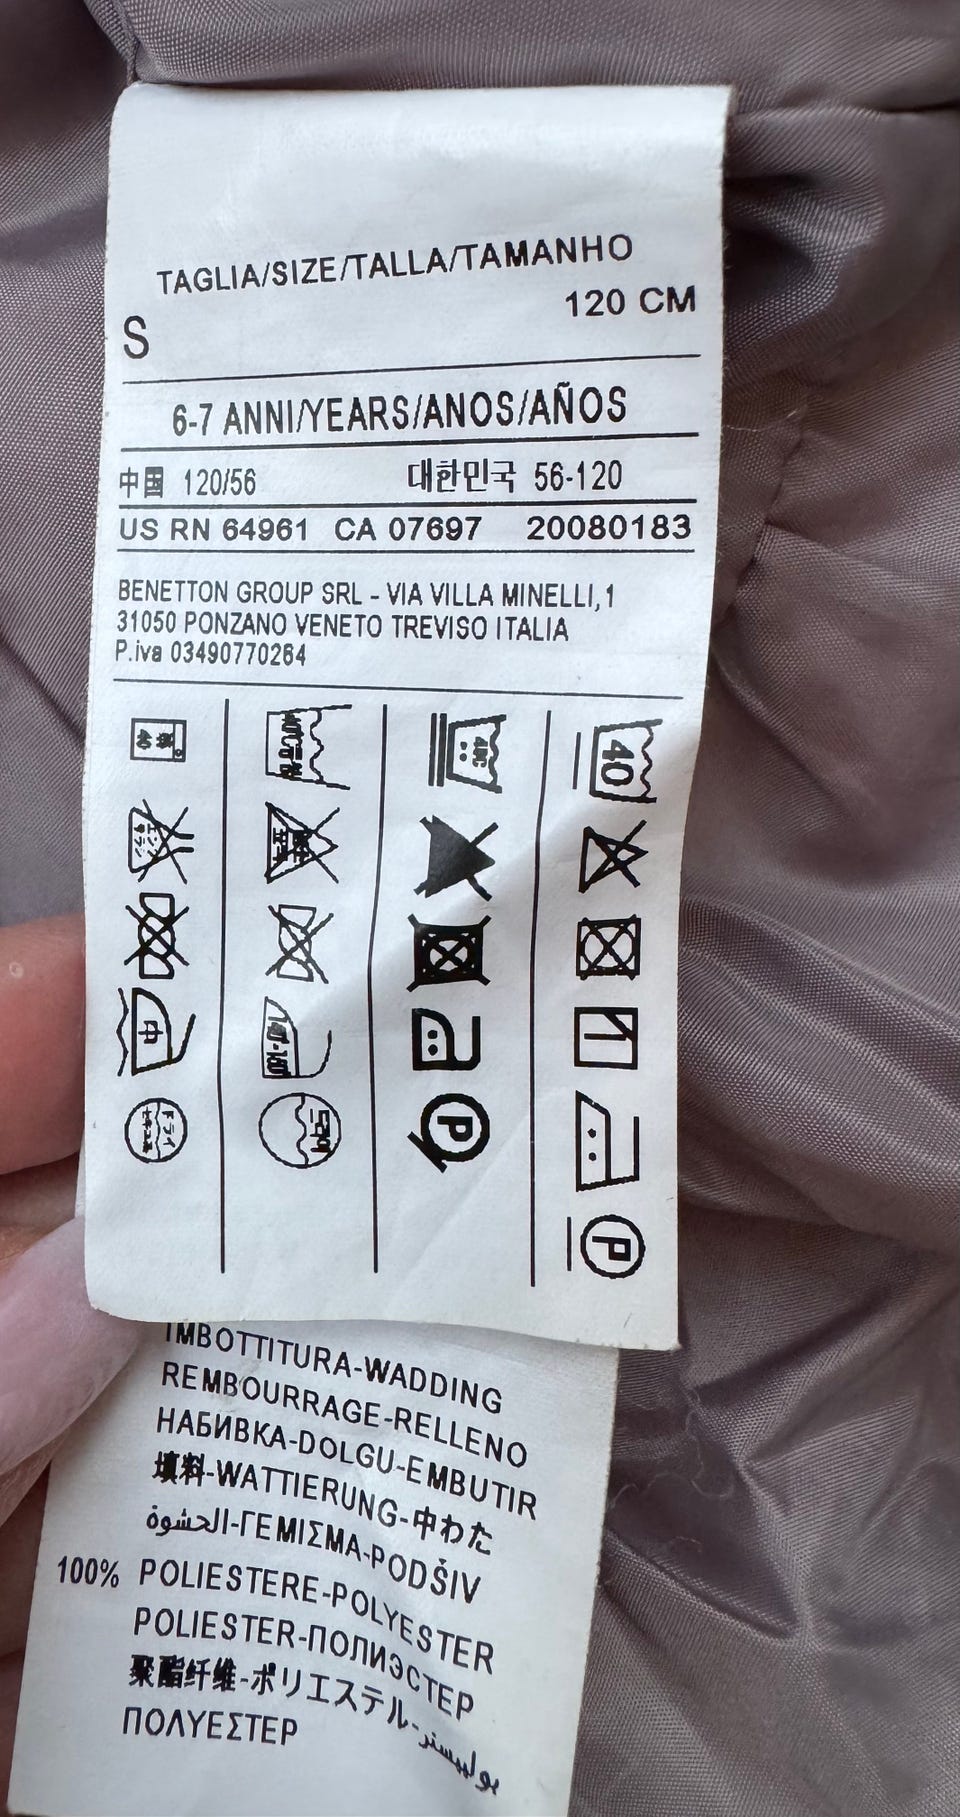 TAGLIA/SIZE/TALLA/TAMANHO
S 120 CM
6-7 ANNI/YEARS/ANOS/AÑOS
中国 120/56 대한민국 56-120
US RN 64961 CA 07697 20080183
BENETTON GROUP SRL - VIA VILLA MINELLI,1
31050 PONZANO VENETO TREVISO ITALIA
P.iva 03490770264
40
中
ドライ
P
P
IMBOTTITURA-WADDING
REMBOURRAGE-RELLENO
НАБИВКА-DOLGU-EMBUTIR
填料-WATTIERUNG-中わた
الحشوة-ΓΕΜΙΣΜΑ-PODŠIV
100% POLIESTERE-POLYESTER
POLIESTER-ПОЛИЭСТЕР
聚酯纤维-ポリエステル-بوليستر
ΠΟΛΥΕΣΤΕΡ